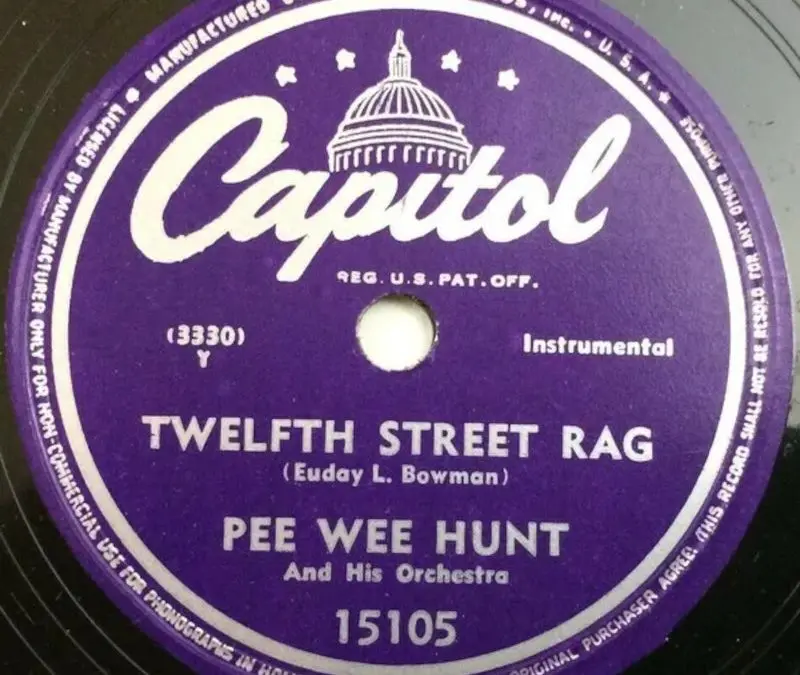 Capitol
REG. U.S. PAT. OFF.
(3330)
Y
Instrumental
TWELFTH STREET RAG
(Euday L. Bowman)
PEE WEE HUNT
And His Orchestra
15105
MANUFACTURED
INC. • U. S. A. ★
LICENSED BY MANUFACTURER ONLY FOR NON-COMMERCIAL USE FOR PHONOGRAPHS IN
ORIGINAL PURCHASER AGREE. (THIS RECORD SHALL NOT BE RESOLD FOR ANY OTHER PURPOSE